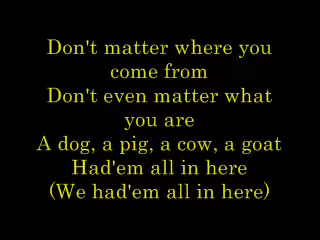 Don't matter where you
come from
Don't even matter what
you are
A dog, a pig, a cow, a goat
Had'em all in here
(We had'em all in here)